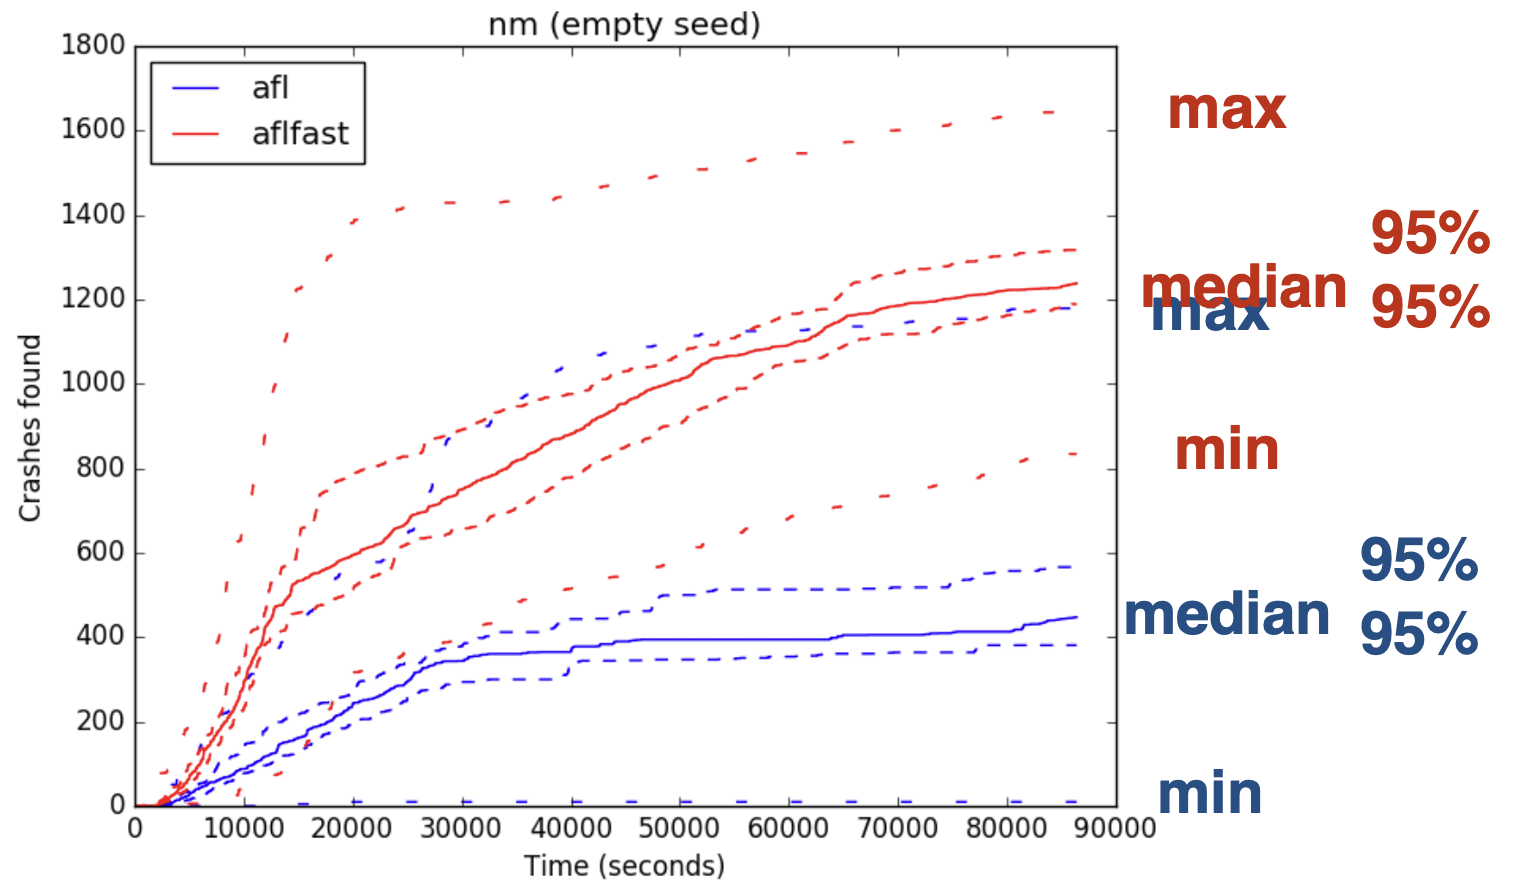 nm (empty seed)
1800
1600
1400
1200
1000
800
600
400
200
0
Crashes found
afl
aflfast
0 10000 20000 30000 40000 50000 60000 70000 80000 90000
Time (seconds)
max
95%
median
95%
max
min
95%
median
95%
min